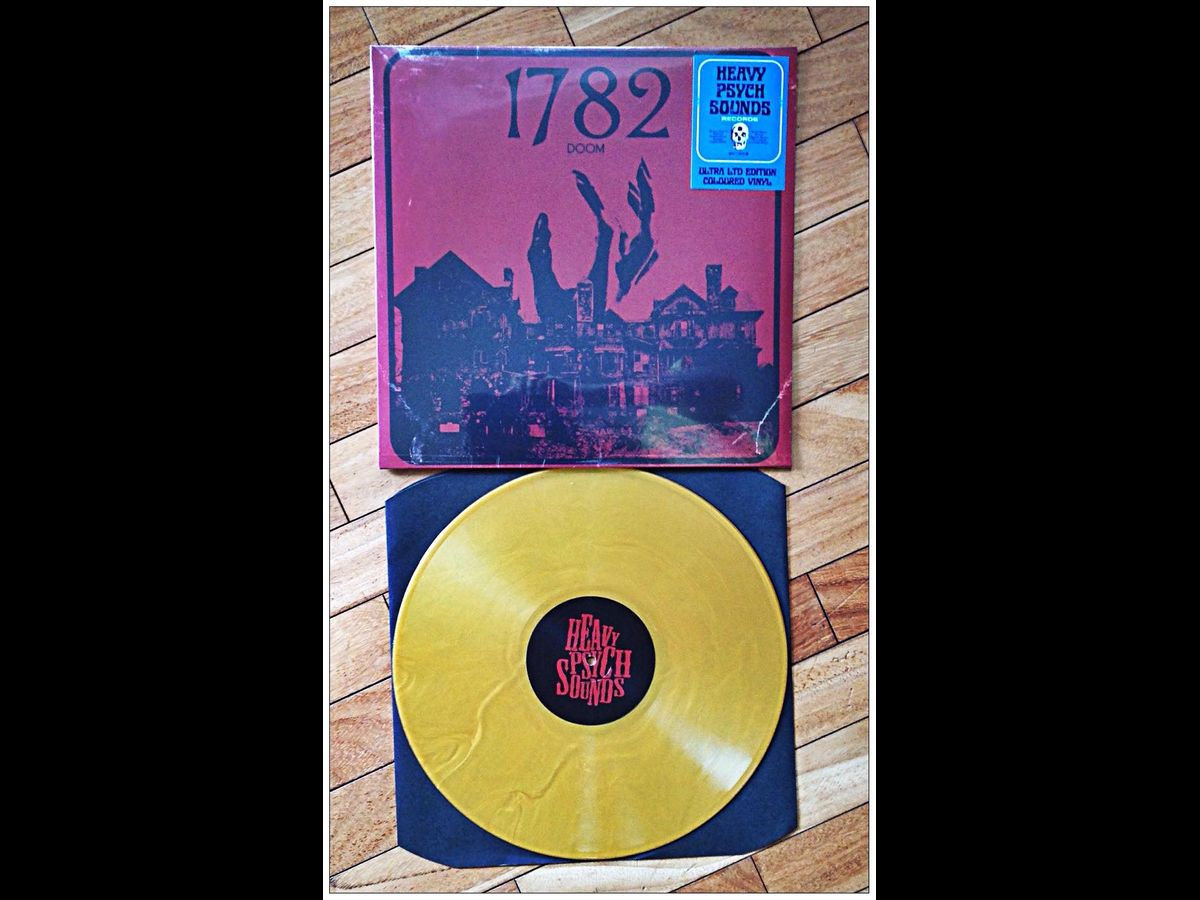 1782
DOOM
HEAVY
PSYCH
SOUNDS
RECORDS
ULTRA LTD EDITION
COLOURED VINYL
HEAVY
PSYCH
SOUNDS